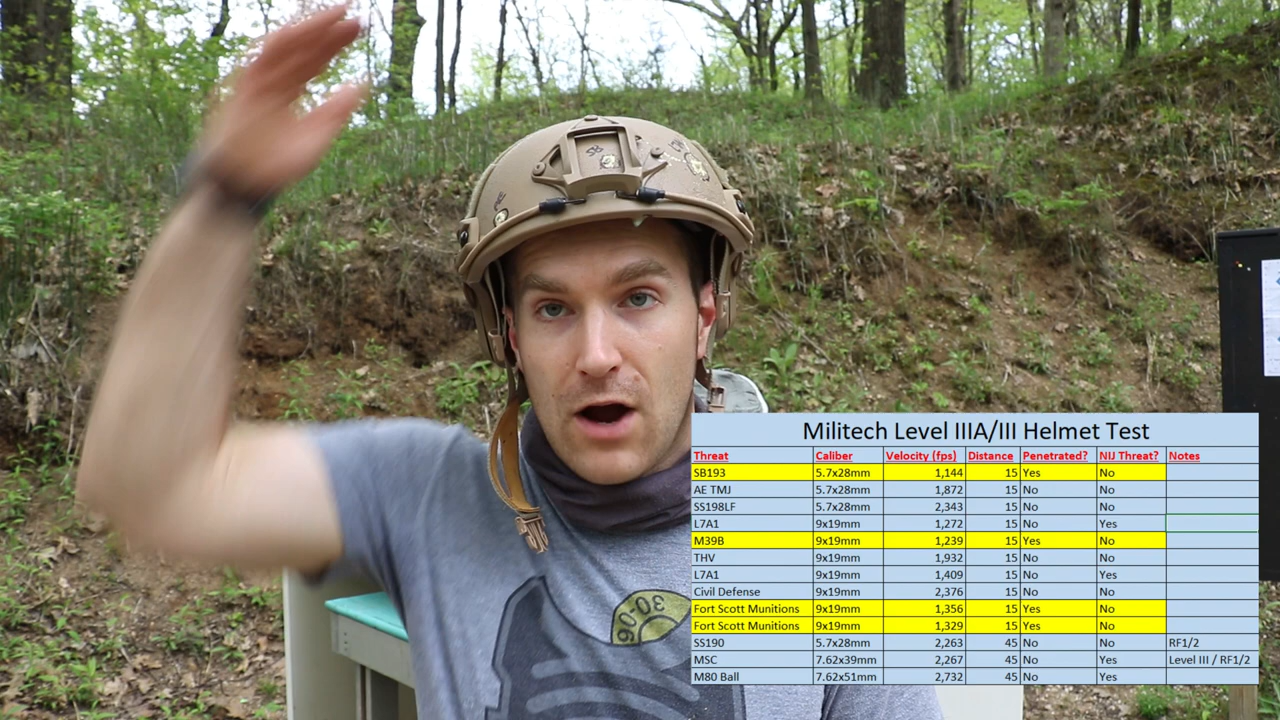 SB
30-06
Militech Level IIIA/III Helmet Test
Threat Caliber Velocity (fps) Distance Penetrated? NIJ Threat? Notes
SB193 5.7x28mm 1,144 15 Yes No
AE TMJ 5.7x28mm 1,872 15 No No
SS198LF 5.7x28mm 2,343 15 No No
L7A1 9x19mm 1,272 15 No Yes
M39B 9x19mm 1,239 15 Yes No
THV 9x19mm 1,932 15 No No
L7A1 9x19mm 1,409 15 No Yes
Civil Defense 9x19mm 2,376 15 No No
Fort Scott Munitions 9x19mm 1,356 15 Yes No
Fort Scott Munitions 9x19mm 1,329 15 Yes No
SS190 5.7x28mm 2,263 45 No No RF1/2
MSC 7.62x39mm 2,267 45 No Yes Level III / RF1/2
M80 Ball 7.62x51mm 2,732 45 No Yes